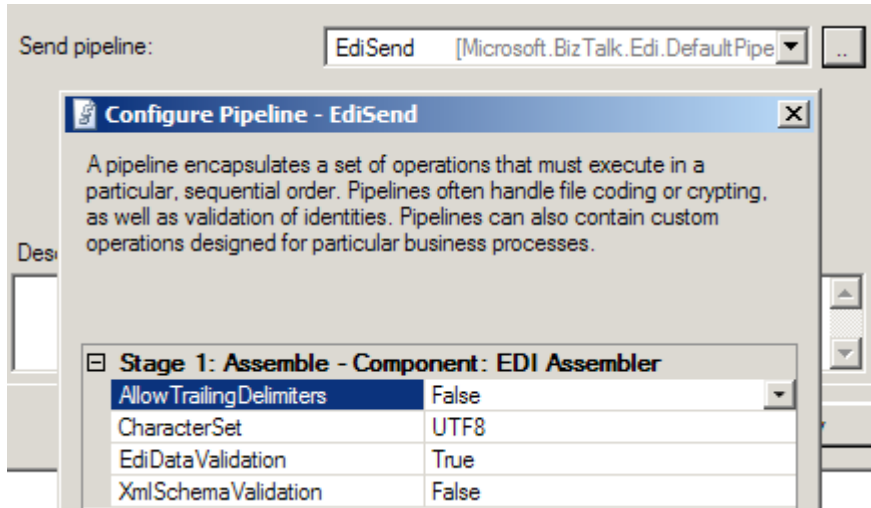 Send pipeline: EdiSend [Microsoft.BizTalk.Edi.DefaultPipe ..
Configure Pipeline - EdiSend
A pipeline encapsulates a set of operations that must execute in a
particular, sequential order. Pipelines often handle file coding or crypting,
as well as validation of identities. Pipelines can also contain custom
operations designed for particular business processes.
Des
Stage 1: Assemble - Component: EDI Assembler
AllowTrailingDelimiters False
CharacterSet UTF8
EdiDataValidation True
XmlSchemaValidation False